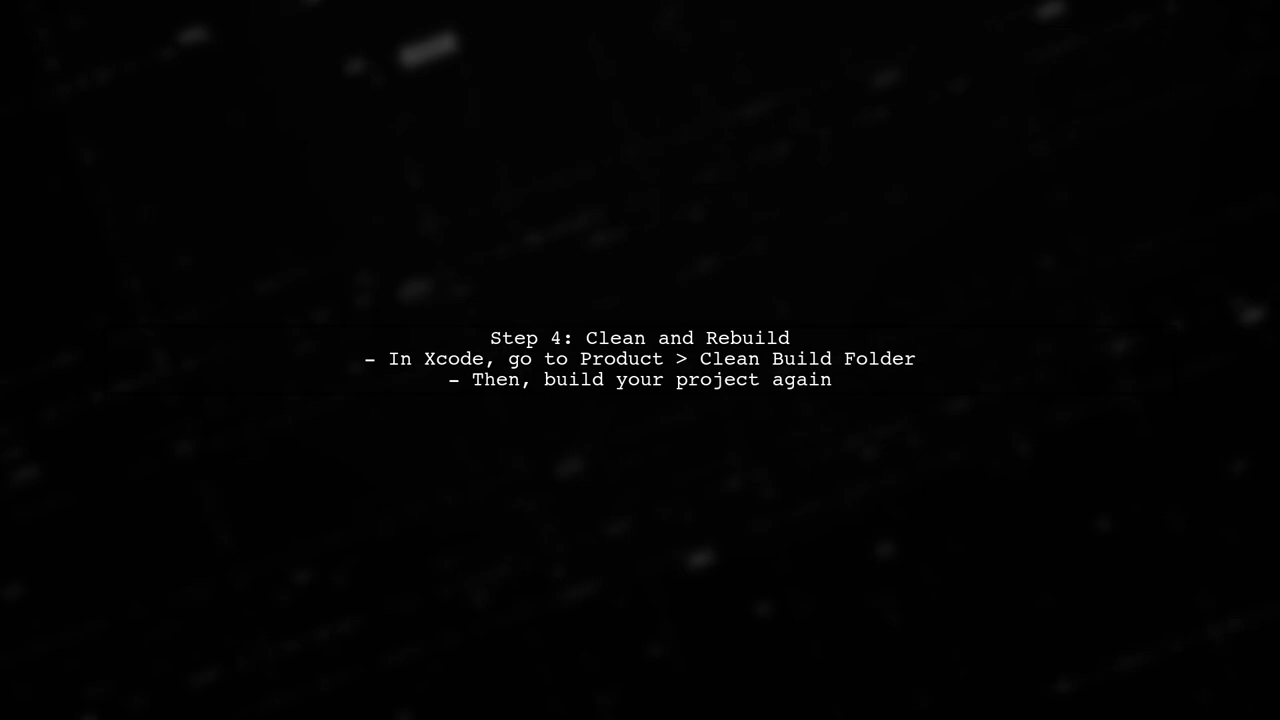 Step 4: Clean and Rebuild
- In Xcode, go to Product > Clean Build Folder
- Then, build your project again